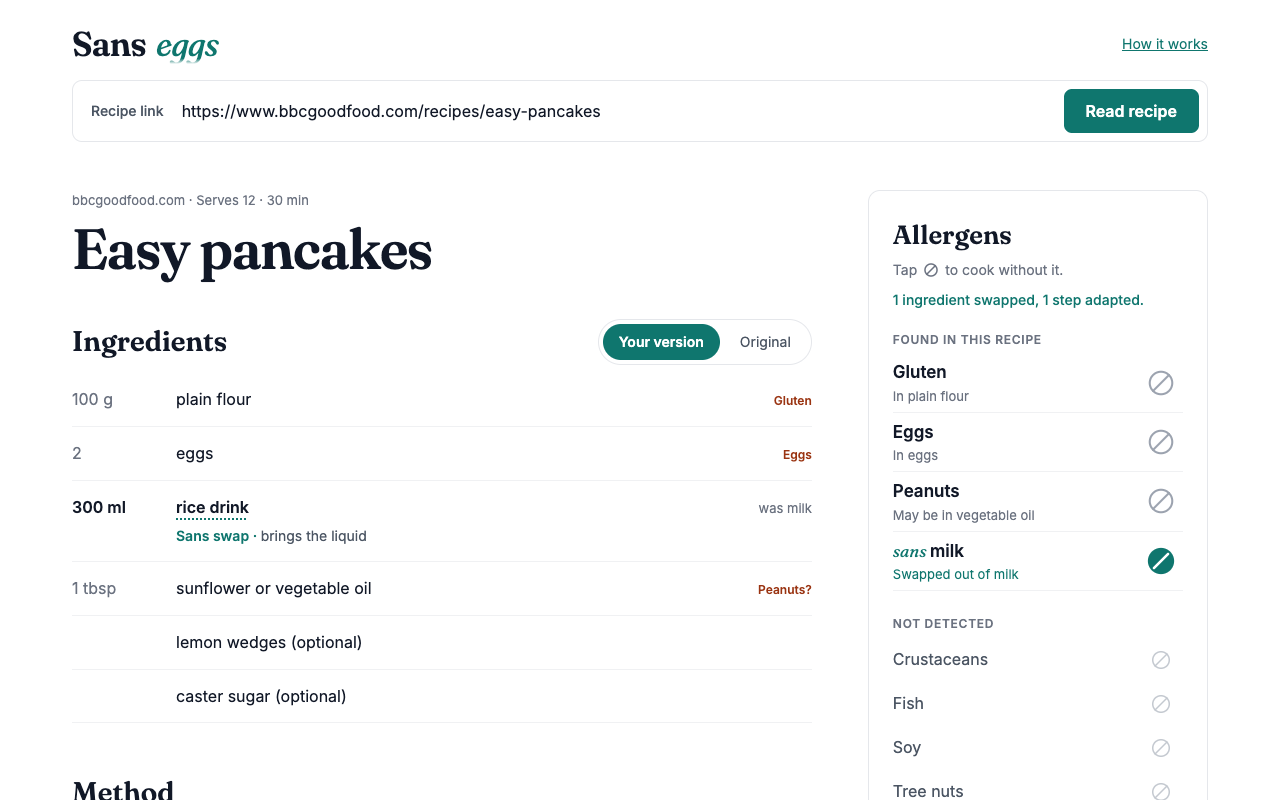 Sans eggs
How it works
Recipe link https://www.bbcgoodfood.com/recipes/easy-pancakes Read recipe
bbcgoodfood.com · Serves 12 · 30 min
Easy pancakes
Ingredients
Your version Original
100 g plain flour Gluten
2 eggs Eggs
300 ml rice drink was milk
Sans swap · brings the liquid
1 tbsp sunflower or vegetable oil Peanuts?
lemon wedges (optional)
caster sugar (optional)
Method
Allergens
Tap to cook without it.
1 ingredient swapped, 1 step adapted.
FOUND IN THIS RECIPE
Gluten
In plain flour
Eggs
In eggs
Peanuts
May be in vegetable oil
sans milk
Swapped out of milk
NOT DETECTED
Crustaceans
Fish
Soy
Tree nuts